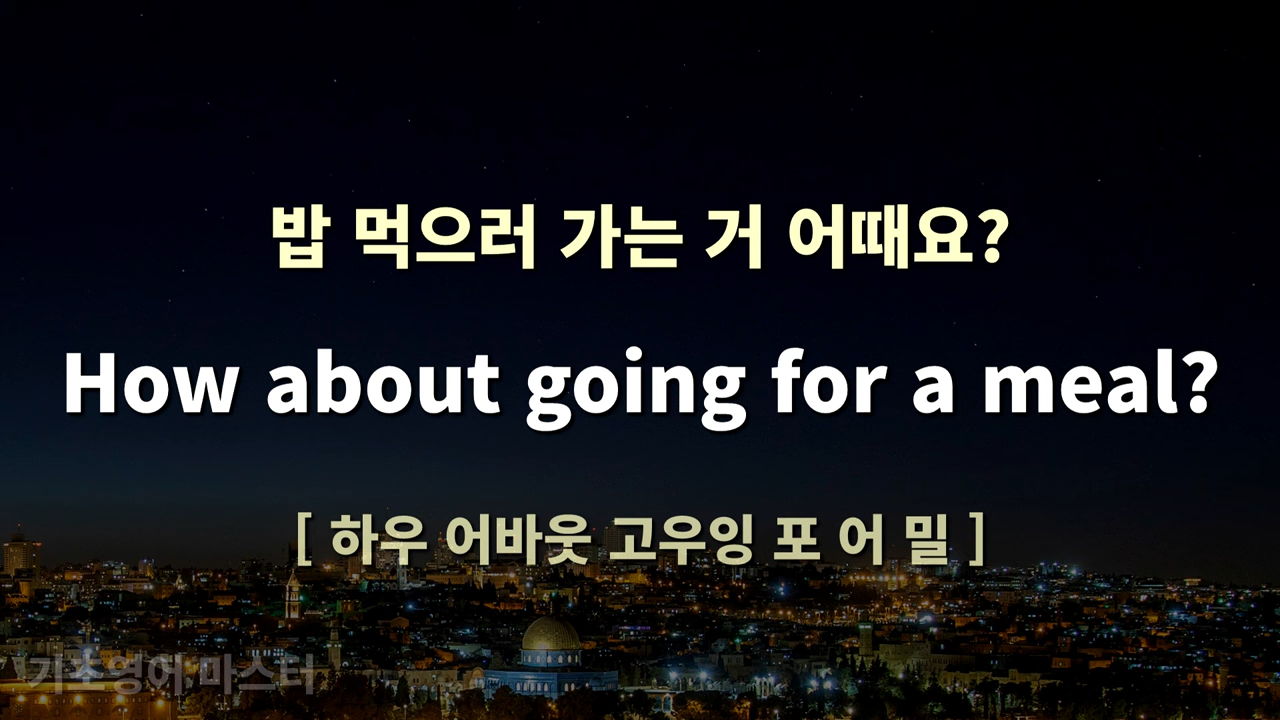 밥 먹으러 가는 거 어때요?
How about going for a meal?
[ 하우 어바웃 고우잉 포 어 밀 ]
기초영어,마스터